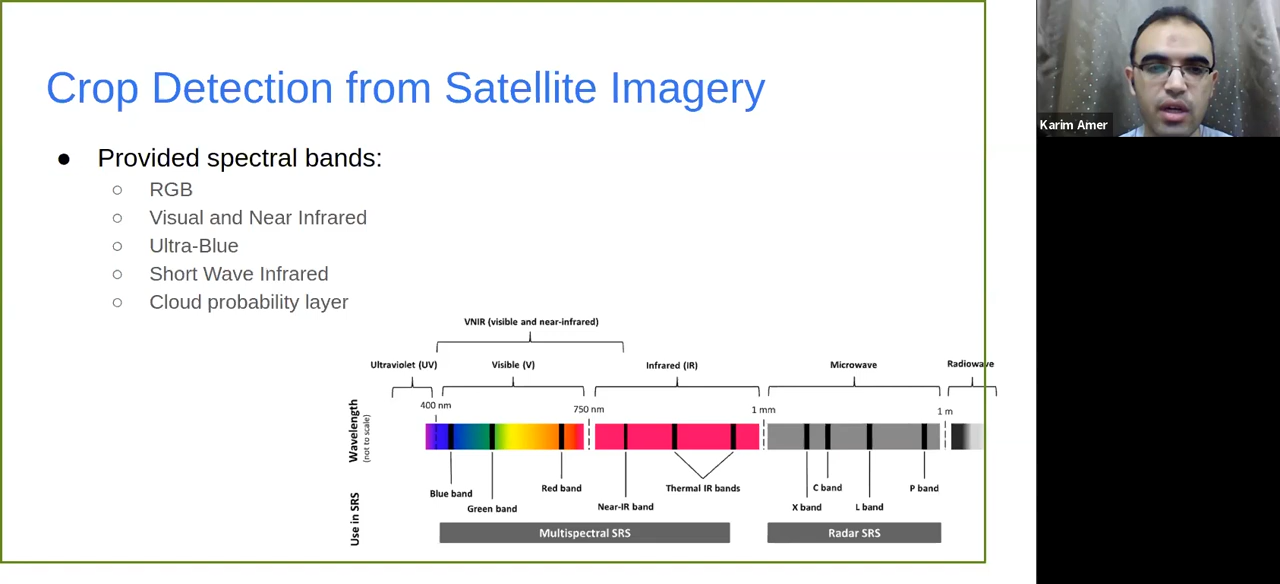 Crop Detection from Satellite Imagery
Karim Amer
● Provided spectral bands:
○ RGB
○ Visual and Near Infrared
○ Ultra-Blue
○ Short Wave Infrared
○ Cloud probability layer
VNIR (visible and near-infrared)
Ultraviolet (UV) Visible (V) Infrared (IR) Microwave Radiowave
400 nm 750 nm 1 mm 1 m
Wavelength
(not to scale)
Blue band Green band Red band Near-IR band Thermal IR bands X band C band L band P band
Use in SRS
Multispectral SRS Radar SRS